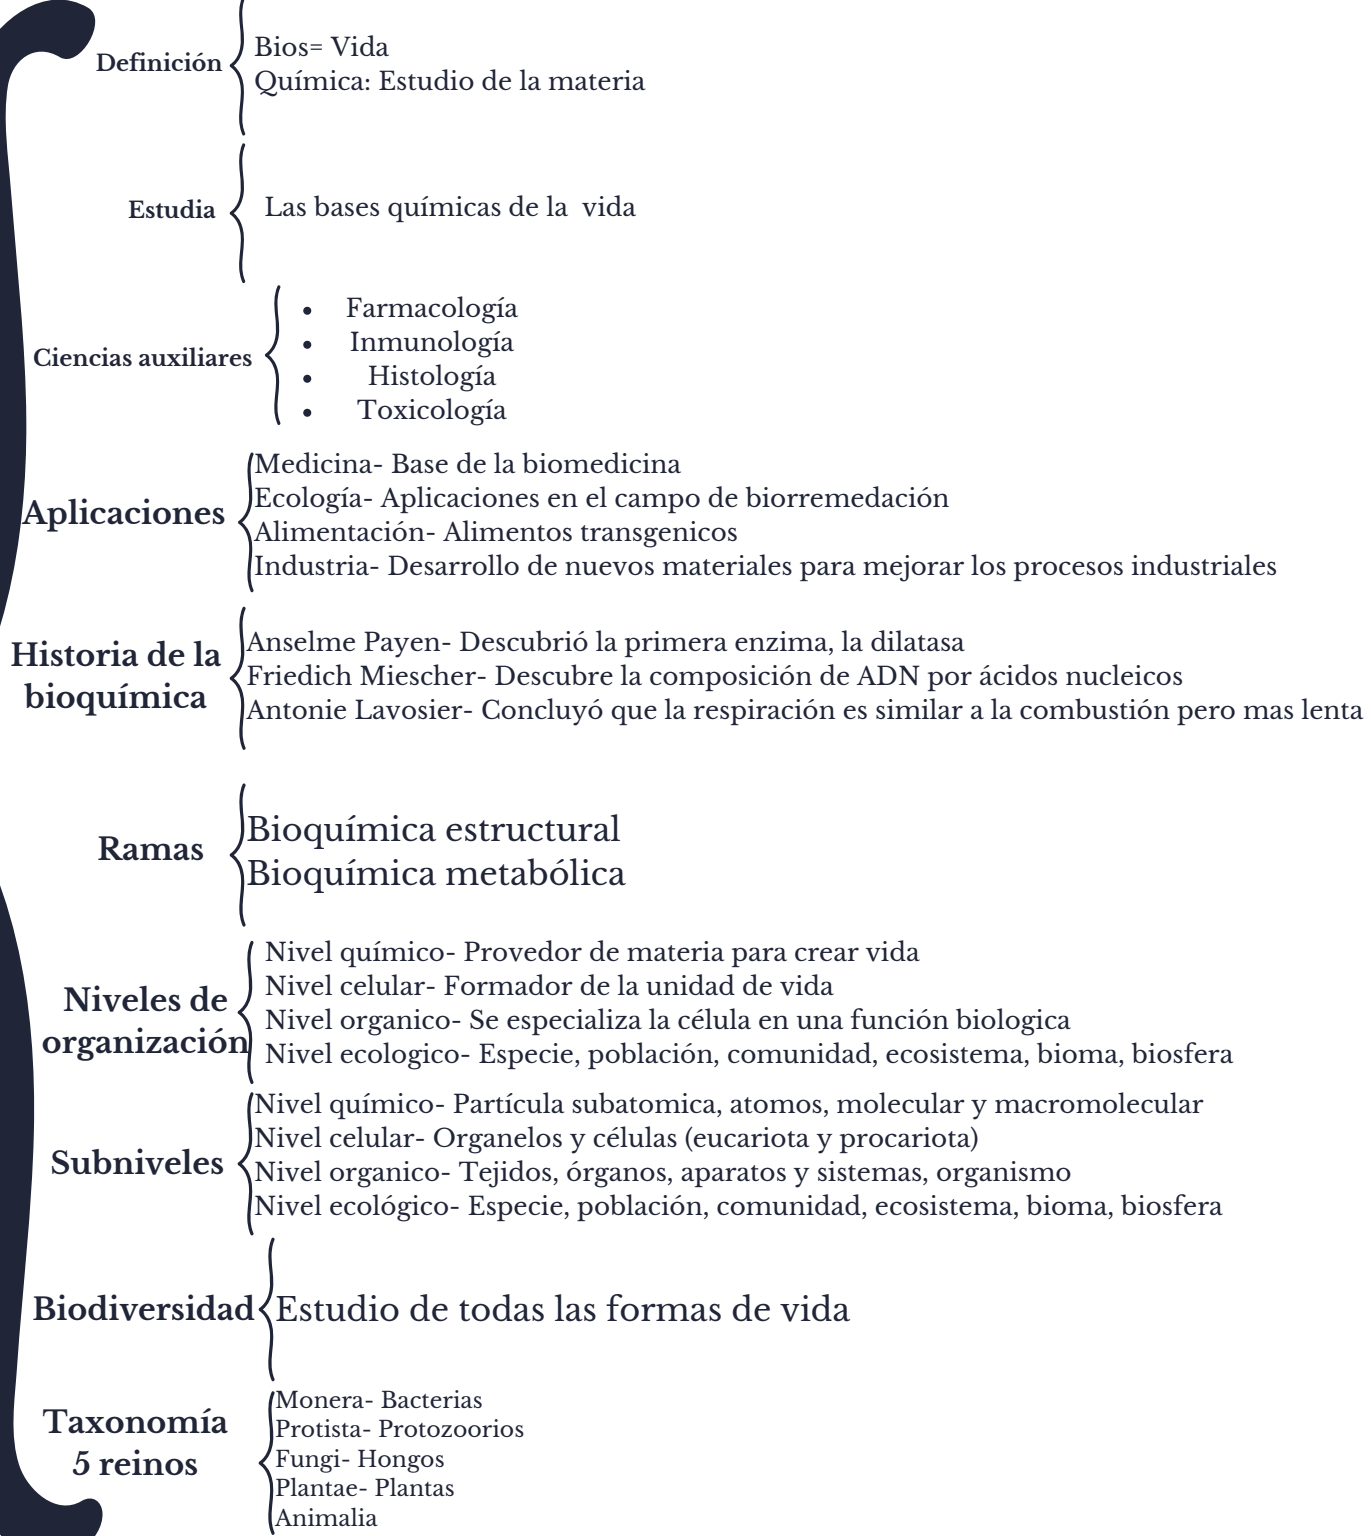 Definición
Bios= Vida
Química: Estudio de la materia
Estudia
Las bases químicas de la  vida
Ciencias auxiliares
• Farmacología
• Inmunología
• Histología
• Toxicología
Aplicaciones
Medicina- Base de la biomedicina
Ecología- Aplicaciones en el campo de biorremedación
Alimentación- Alimentos transgenicos
Industria- Desarrollo de nuevos materiales para mejorar los procesos industriales
Historia de la
bioquímica
Anselme Payen- Descubrió la primera enzima, la dilatasa
Friedich Miescher- Descubre la composición de ADN por ácidos nucleicos
Antonie Lavosier- Concluyó que la respiración es similar a la combustión pero mas lenta
Ramas
Bioquímica estructural
Bioquímica metabólica
Niveles de
organización
Nivel químico- Provedor de materia para crear vida
Nivel celular- Formador de la unidad de vida
Nivel organico- Se especializa la célula en una función biologica
Nivel ecologico- Especie, población, comunidad, ecosistema, bioma, biosfera
Subniveles
Nivel químico- Partícula subatomica, atomos, molecular y macromolecular
Nivel celular- Organelos y células (eucariota y procariota)
Nivel organico- Tejidos, órganos, aparatos y sistemas, organismo
Nivel ecológico- Especie, población, comunidad, ecosistema, bioma, biosfera
Biodiversidad
Estudio de todas las formas de vida
Taxonomía
5 reinos
Monera- Bacterias
Protista- Protozoorios
Fungi- Hongos
Plantae- Plantas
Animalia